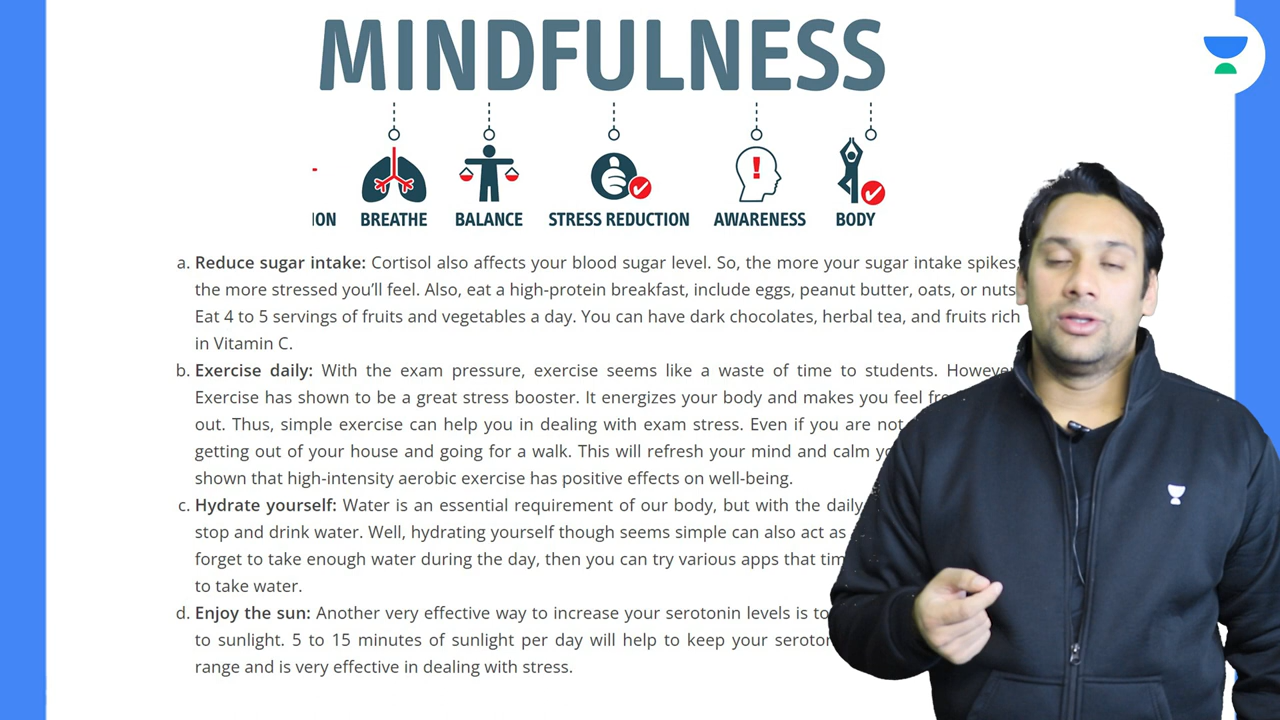 MINDFULNESS
ION BREATHE BALANCE STRESS REDUCTION AWARENESS BODY
a. Reduce sugar intake: Cortisol also affects your blood sugar level. So, the more your sugar intake spikes,
the more stressed you'll feel. Also, eat a high-protein breakfast, include eggs, peanut butter, oats, or nuts
Eat 4 to 5 servings of fruits and vegetables a day. You can have dark chocolates, herbal tea, and fruits rich
in Vitamin C.
b. Exercise daily: With the exam pressure, exercise seems like a waste of time to students.
Exercise has shown to be a great stress booster. It energizes your body and makes you feel
out. Thus, simple exercise can help you in dealing with exam stress. Even if you are not
getting out of your house and going for a walk. This will refresh your mind and calm
shown that high-intensity aerobic exercise has positive effects on well-being.
c. Hydrate yourself: Water is an essential requirement of our body, but with the daily
stop and drink water. Well, hydrating yourself though seems simple can also act as
forget to take enough water during the day, then you can try various apps that
to take water.
d. Enjoy the sun: Another very effective way to increase your serotonin levels is to
to sunlight. 5 to 15 minutes of sunlight per day will help to keep your
range and is very effective in dealing with stress.